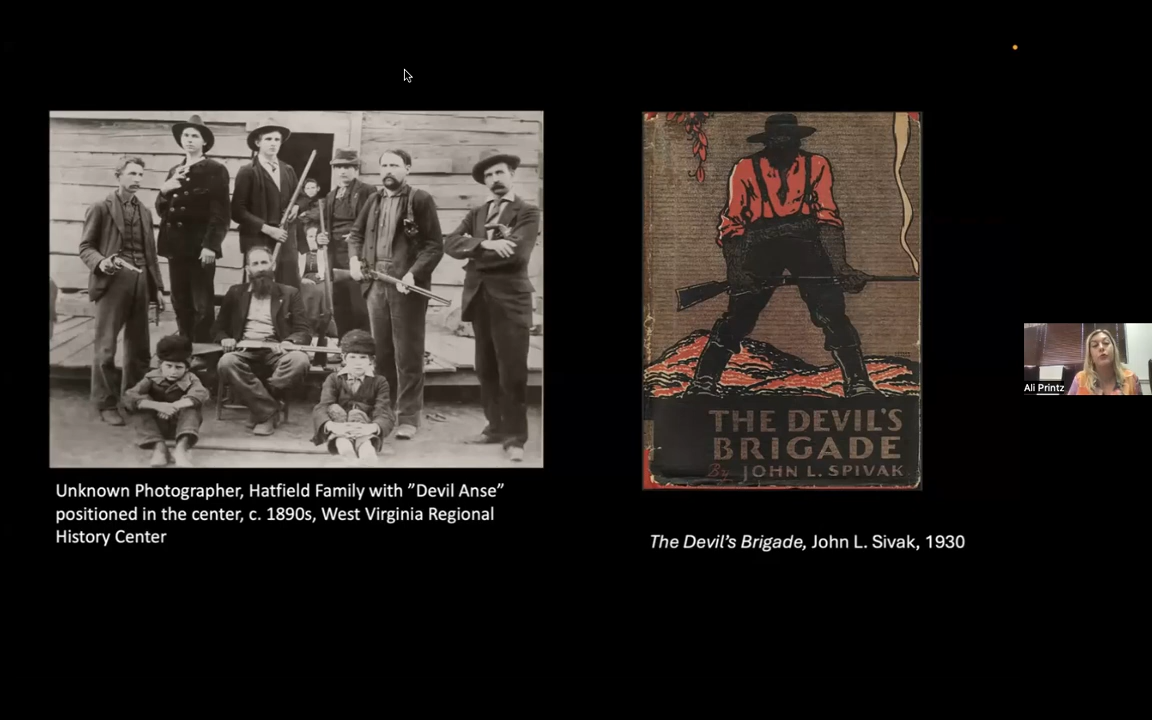 Unknown Photographer, Hatfield Family with ”Devil Anse”
positioned in the center, c. 1890s, West Virginia Regional
History Center
THE DEVIL'S
BRIGADE
By JOHN L. SPIVAK
The Devil’s Brigade, John L. Sivak, 1930
Ali Printz